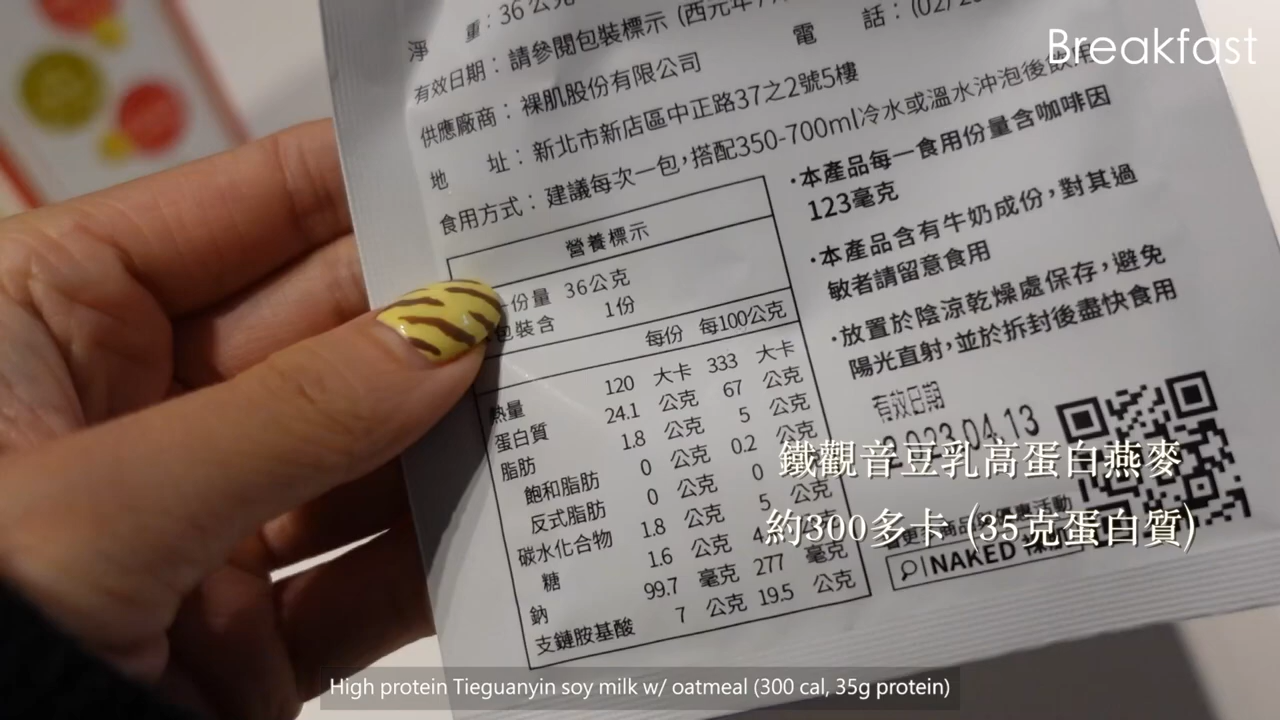 Breakfast
淨 重：36公克
有效日期：請參閱包裝標示 (西元年
電 話：(02)
供應廠商：裸肌股份有限公司
地 址：新北市新店區中正路37之2號5樓
食用方式：建議每次一包，搭配350-700ml冷水或溫水沖泡後飲用
營養標示
份量 36公克
包裝含 1份
每份 每100公克
熱量 120 大卡 333 大卡
蛋白質 24.1 公克 67 公克
脂肪 1.8 公克 5 公克
飽和脂肪 0 公克 0.2 公克
反式脂肪 0 公克 0
碳水化合物 1.8 公克 5 公克
糖 1.6 公克 4.
鈉 99.7 毫克 277 毫克
支鏈胺基酸 7 公克 19.5 公克
·本產品每一食用份量含咖啡因
123毫克
·本產品含有牛奶成份，對其過
敏者請留意食用
·放置於陰涼乾燥處保存，避免
陽光直射，並於拆封後盡快食用
有效日期
2023.04.13
鐵觀音豆乳高蛋白燕麥
約300多卡（35克蛋白質）
NAKED
High protein Tieguanyin soy milk w/ oatmeal (300 cal, 35g protein)